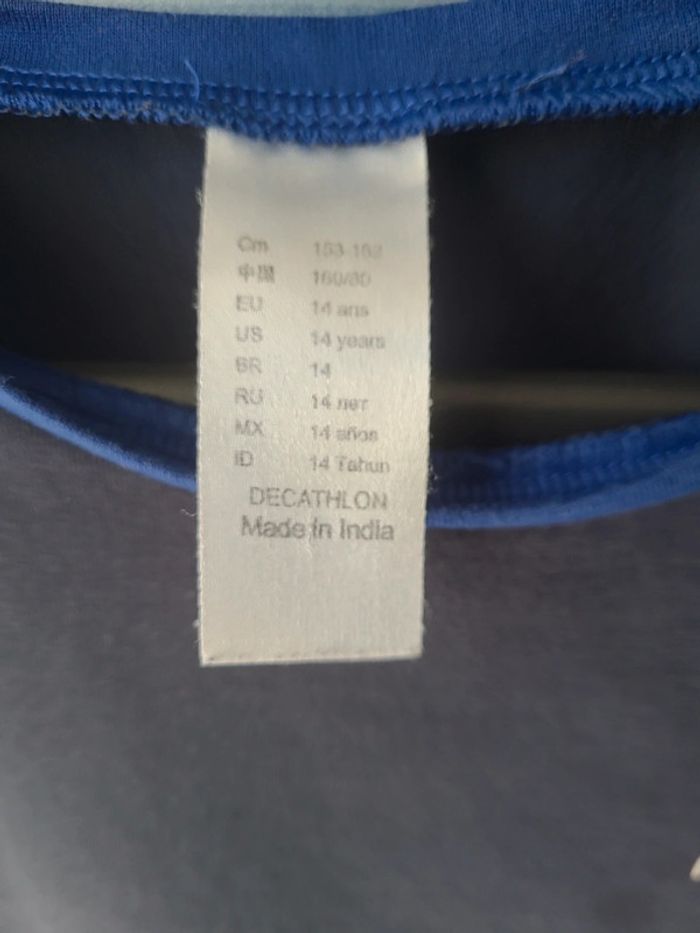 Cm 153-162
中国 160/80
EU 14 ans
US 14 years
BR 14
RU 14 лет
MX 14 años
ID 14 Tahun
DECATHLON
Made in India